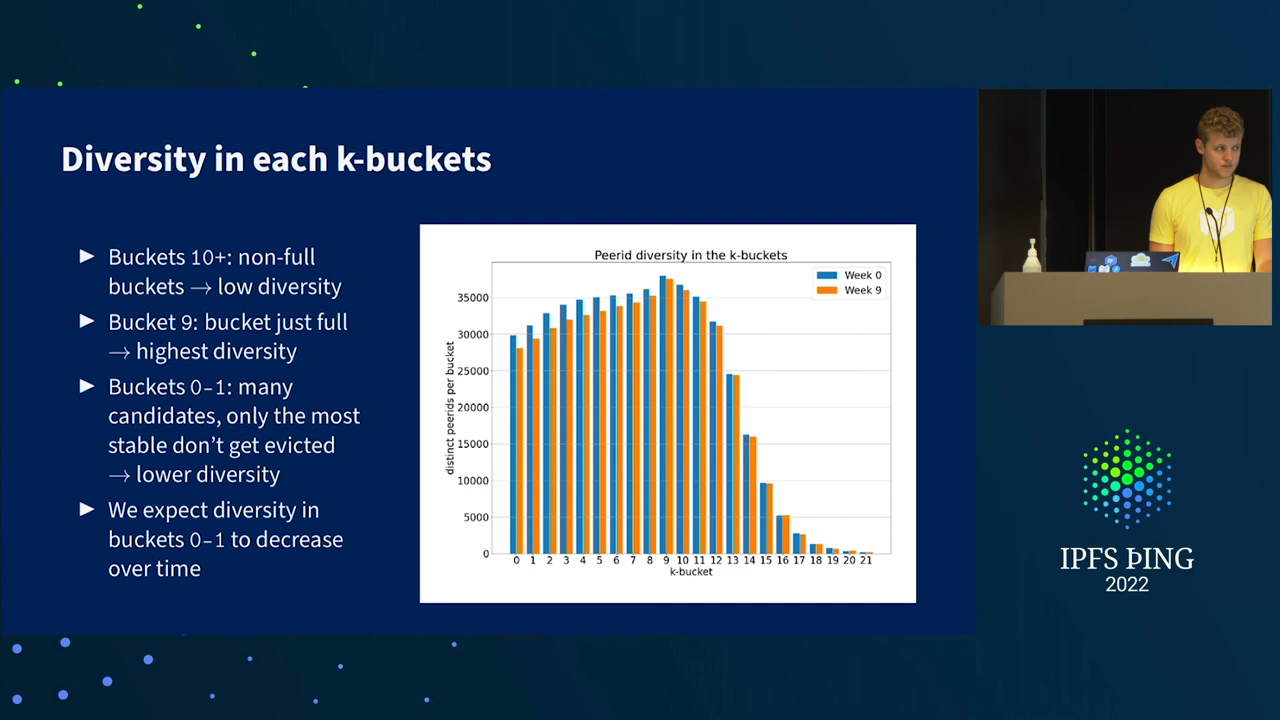 Diversity in each k-buckets
► Buckets 10+: non-full
buckets → low diversity
► Bucket 9: bucket just full
→ highest diversity
► Buckets 0–1: many
candidates, only the most
stable don't get evicted
→ lower diversity
► We expect diversity in
buckets 0–1 to decrease
over time
Peerid diversity in the k-buckets
Week 0
Week 9
distinct peerids per bucket
35000
30000
25000
20000
15000
10000
5000
0
0 1 2 3 4 5 6 7 8 9 10 11 12 13 14 15 16 17 18 19 20 21
k-bucket
IPFS ÞING
2022